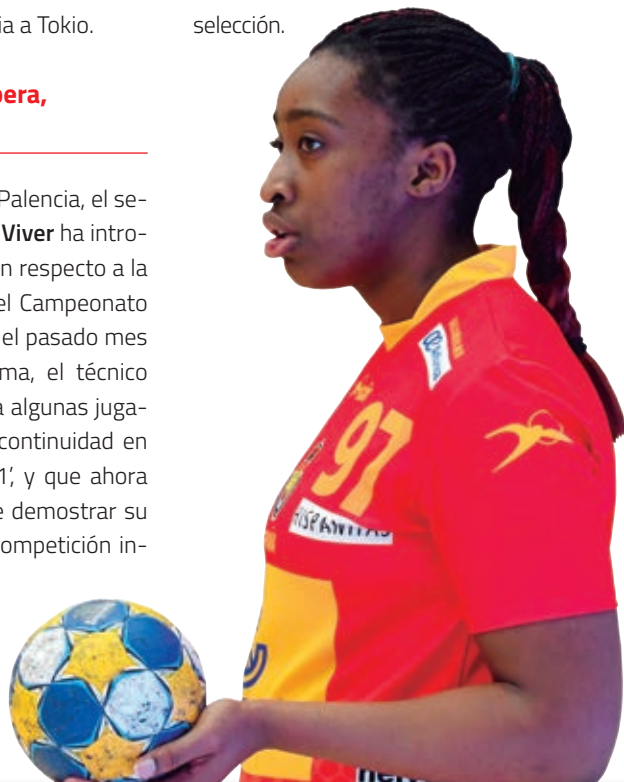 ia a Tokio.
selección.
pera,
Palencia, el se-
Viver ha intro-
n respecto a la
el Campeonato
el pasado mes
ma, el técnico
a algunas juga-
continuidad en
1’, y que ahora
e demostrar su
ompetición in-
97
HISPANITAS